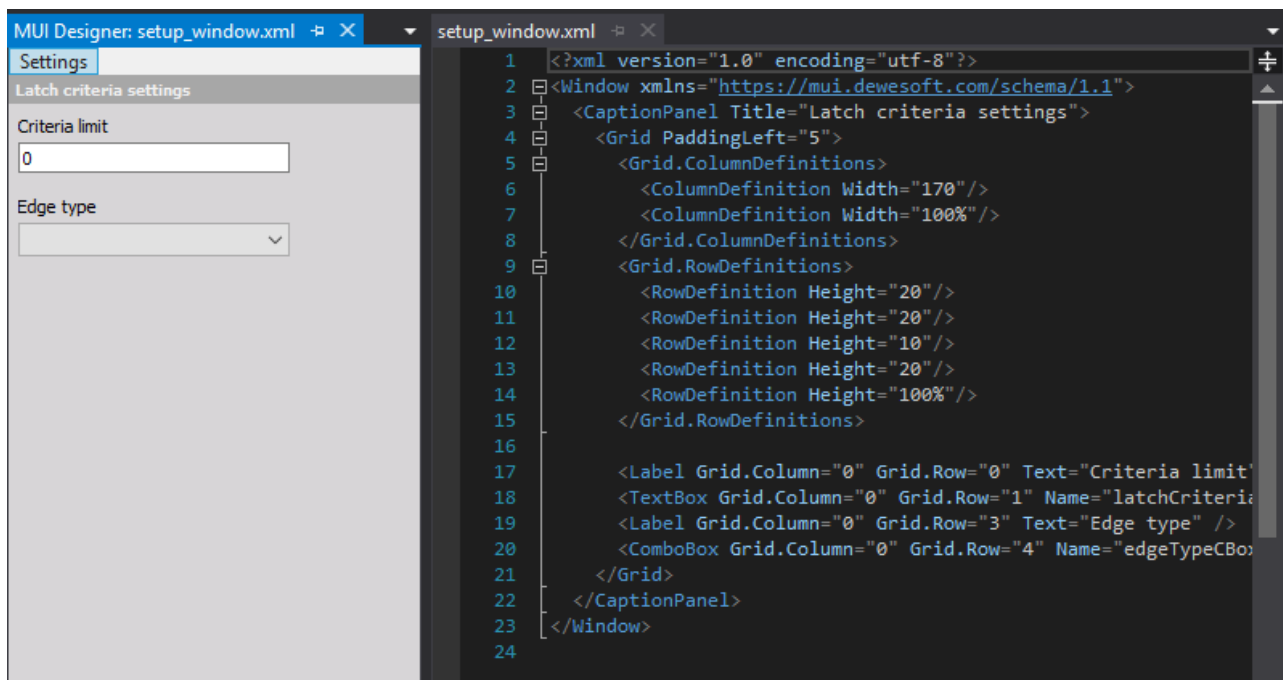 MUI Designer: setup_window.xml
Settings
Latch criteria settings
Criteria limit
0
Edge type
setup_window.xml
1 <?xml version="1.0" encoding="utf-8"?>
2 <Window xmlns="https://mui.dewesoft.com/schema/1.1">
3 <CaptionPanel Title="Latch criteria settings">
4 <Grid PaddingLeft="5">
5 <Grid.ColumnDefinitions>
6 <ColumnDefinition Width="170"/>
7 <ColumnDefinition Width="100%"/>
8 </Grid.ColumnDefinitions>
9 <Grid.RowDefinitions>
10 <RowDefinition Height="20"/>
11 <RowDefinition Height="20"/>
12 <RowDefinition Height="10"/>
13 <RowDefinition Height="20"/>
14 <RowDefinition Height="100%"/>
15 </Grid.RowDefinitions>
16
17 <Label Grid.Column="0" Grid.Row="0" Text="Criteria limit"
18 <TextBox Grid.Column="0" Grid.Row="1" Name="latchCriteria
19 <Label Grid.Column="0" Grid.Row="3" Text="Edge type" />
20 <ComboBox Grid.Column="0" Grid.Row="4" Name="edgeTypeCBox
21 </Grid>
22 </CaptionPanel>
23 </Window>
24